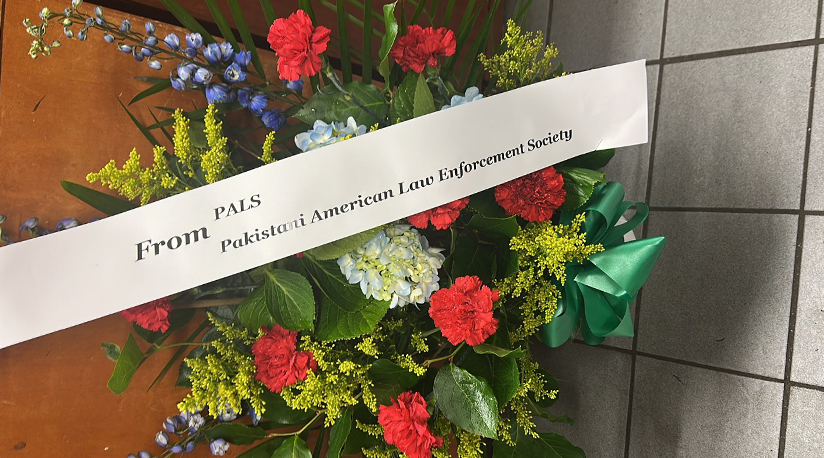 From PALS
Pakistani American Law Enforcement Society